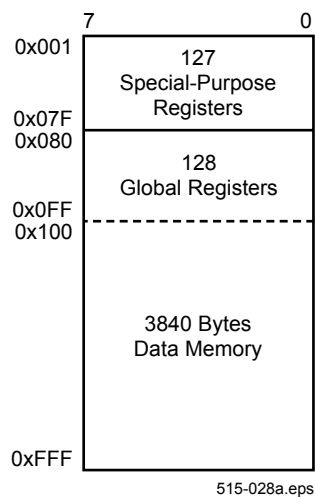 7 0
0x001
127
Special-Purpose
Registers
0x07F
0x080
128
Global Registers
0x0FF
0x100
3840 Bytes
Data Memory
0xFFF
515-028a.eps